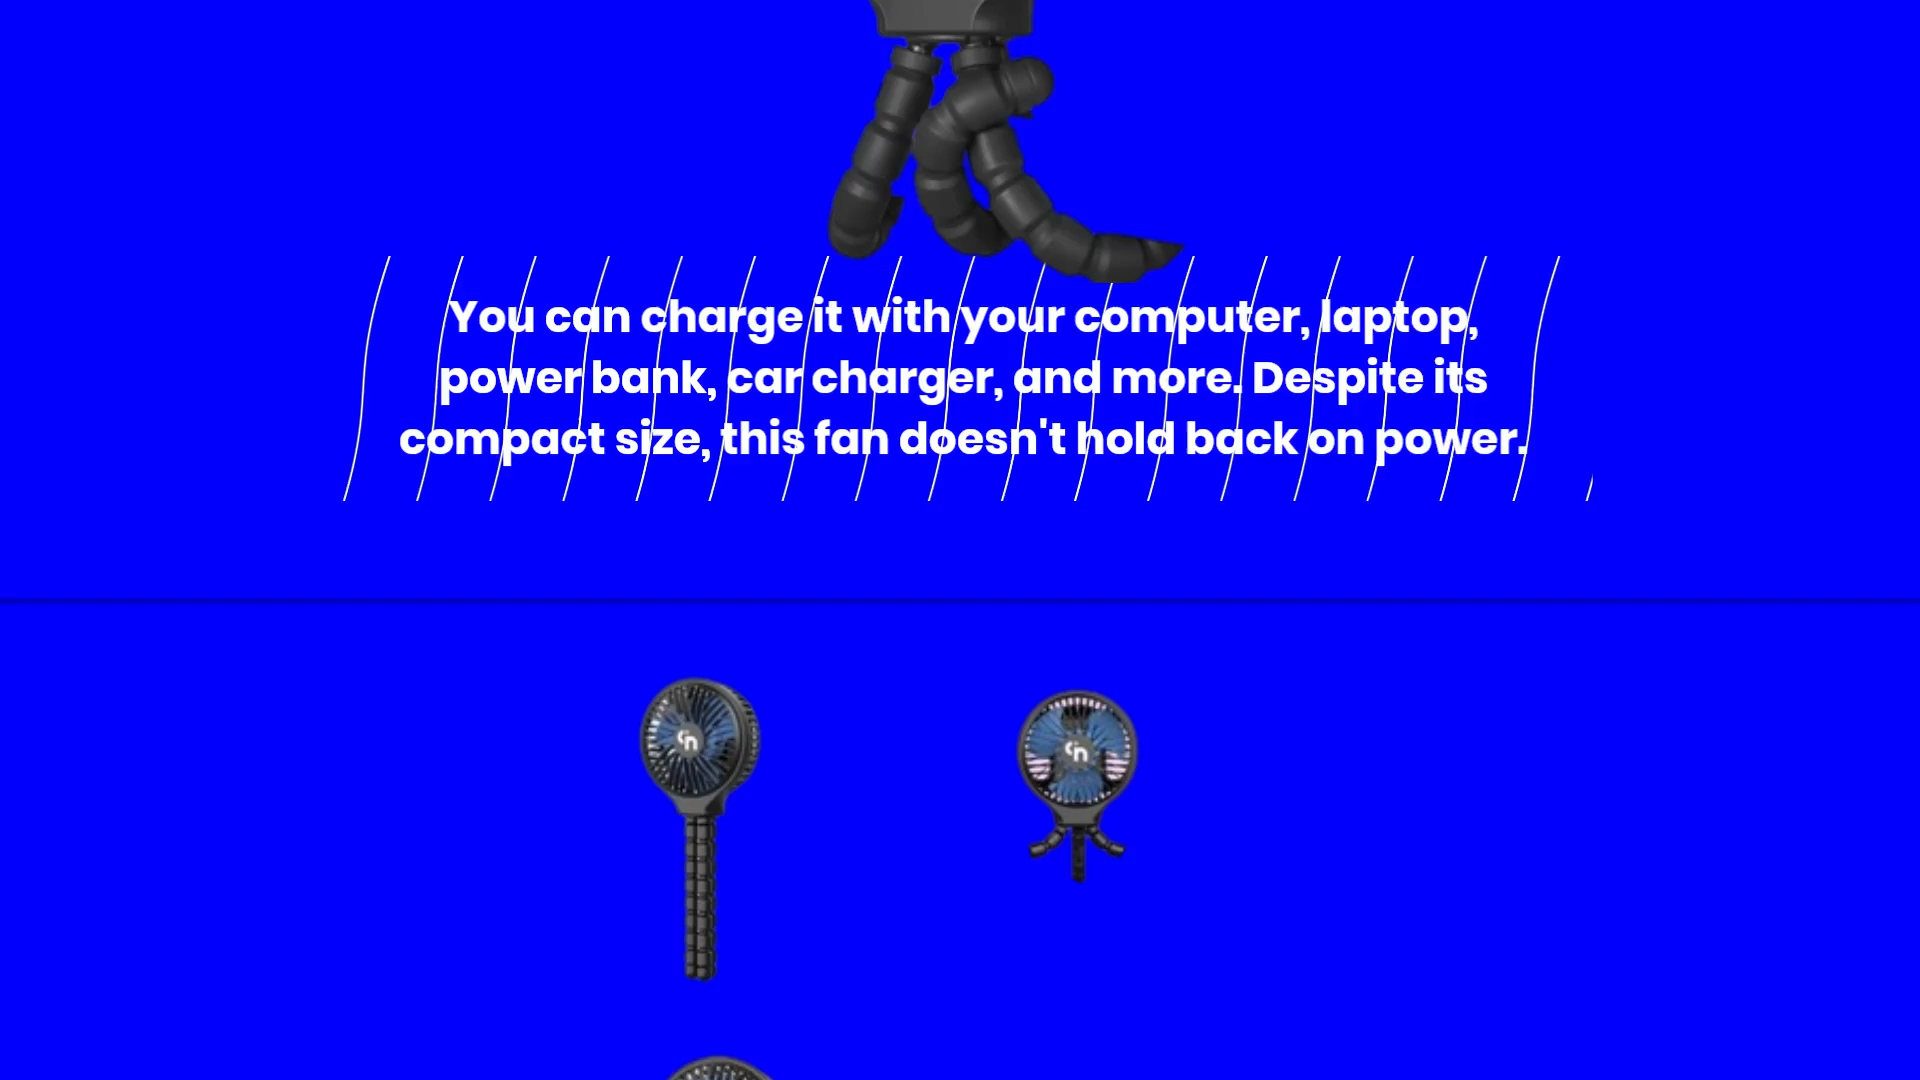 You can charge it with your computer, laptop,
power bank, car charger, and more. Despite its
compact size, this fan doesn't hold back on power.